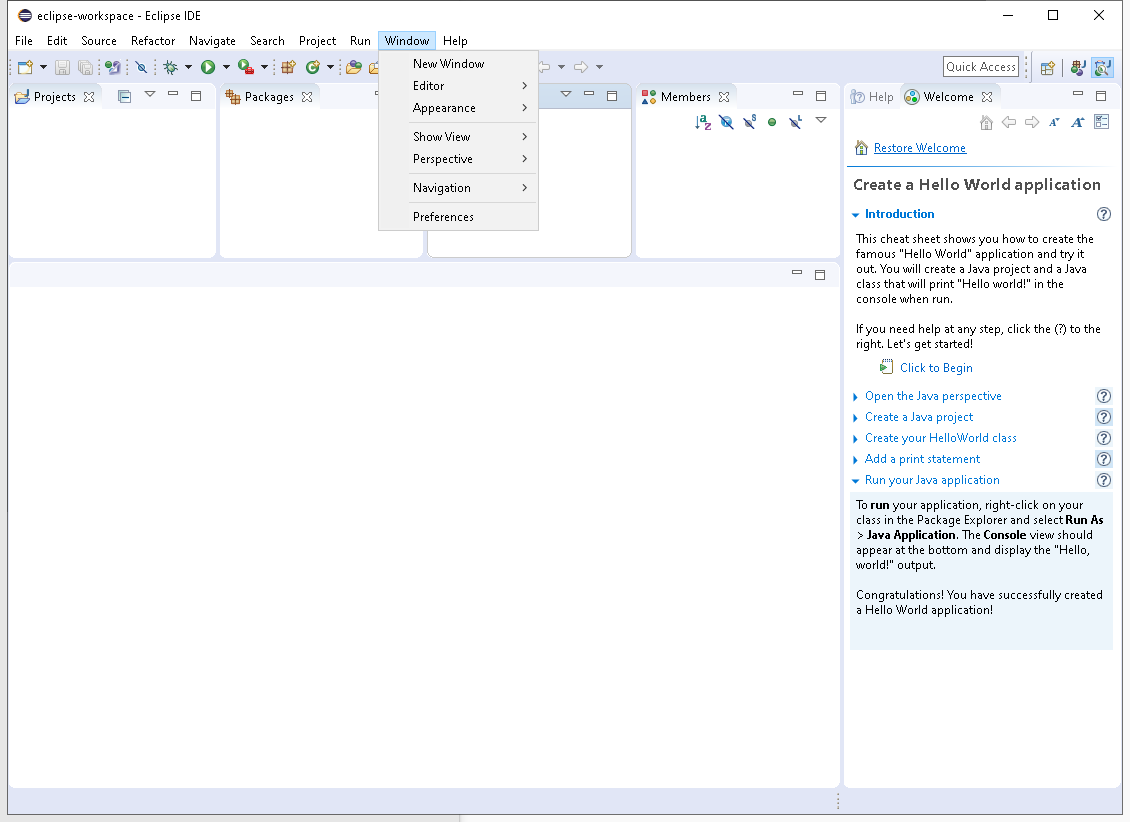 eclipse-workspace - Eclipse IDE
File Edit Source Refactor Navigate Search Project Run Window Help
Quick Access
New Window
Editor
Appearance
Show View
Perspective
Navigation
Preferences
Projects
Packages
Members
Help
Welcome
Restore Welcome
Create a Hello World application
Introduction
This cheat sheet shows you how to create the
famous "Hello World" application and try it
out. You will create a Java project and a Java
class that will print "Hello world!" in the
console when run.
If you need help at any step, click the (?) to the
right. Let's get started!
Click to Begin
Open the Java perspective
Create a Java project
Create your HelloWorld class
Add a print statement
Run your Java application
To run your application, right-click on your
class in the Package Explorer and select Run As
> Java Application. The Console view should
appear at the bottom and display the "Hello,
world!" output.
Congratulations! You have successfully created
a Hello World application!